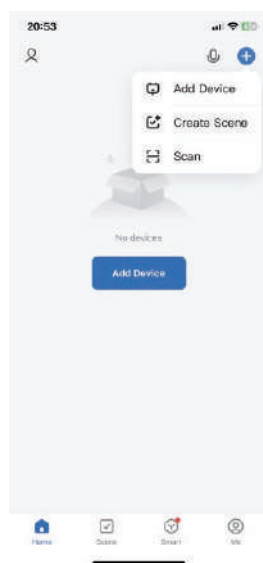 20:53
Add Device
Create Scene
Scan
No devices
Add Device
Home
Scene
Smart
Me